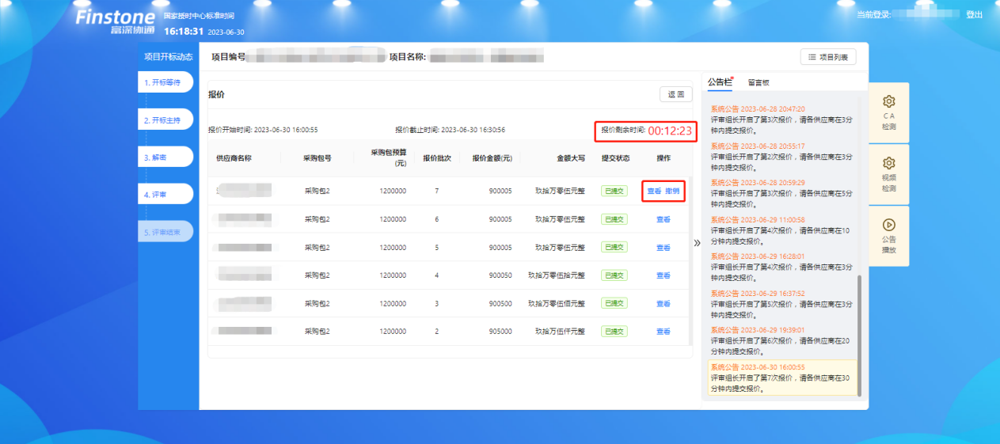 Finstone
富深协通
国家授时中心标准时间
16:18:31 2023-06-30
当前登录:
登出
项目开标动态
1. 开标等待
2. 开标主持
3. 解密
4. 评审
5. 评审结束
项目编号
项目名称:
项目列表
报价
返 回
报价开始时间: 2023-06-30 16:00:55
报价截止时间: 2023-06-30 16:30:56
报价剩余时间: 00:12:23
供应商名称 采购包号 采购包预算(元) 报价批次 报价金额(元) 金额大写 提交状态 操作
采购包2 1200000 7 900005 玖拾万零伍元整 已提交 查看 撤销
采购包2 1200000 6 900005 玖拾万零伍元整 已提交 查看
采购包2 1200000 5 900005 玖拾万零伍元整 已提交 查看
采购包2 1200000 4 900050 玖拾万零伍拾元整 已提交 查看
采购包2 1200000 3 900500 玖拾万零伍佰元整 已提交 查看
采购包2 1200000 2 905000 玖拾万伍仟元整 已提交 查看
公告栏
留言板
系统公告 2023-06-28 20:47:20
评审组长开启了第3次报价，请各供应商在3分
钟内提交报价。
系统公告 2023-06-28 20:55:17
评审组长开启了第2次报价，请各供应商在3分
钟内提交报价。
系统公告 2023-06-28 20:59:29
评审组长开启了第3次报价，请各供应商在5分
钟内提交报价。
系统公告 2023-06-29 11:00:58
评审组长开启了第4次报价，请各供应商在10
分钟内提交报价。
系统公告 2023-06-29 16:28:01
评审组长开启了第4次报价，请各供应商在3分
钟内提交报价。
系统公告 2023-06-29 16:37:52
评审组长开启了第5次报价，请各供应商在3分
钟内提交报价。
系统公告 2023-06-29 19:39:01
评审组长开启了第6次报价，请各供应商在20
分钟内提交报价。
系统公告 2023-06-30 16:00:55
评审组长开启了第7次报价，请各供应商在30
分钟内提交报价。
CA
检测
视频
检测
公告
播放